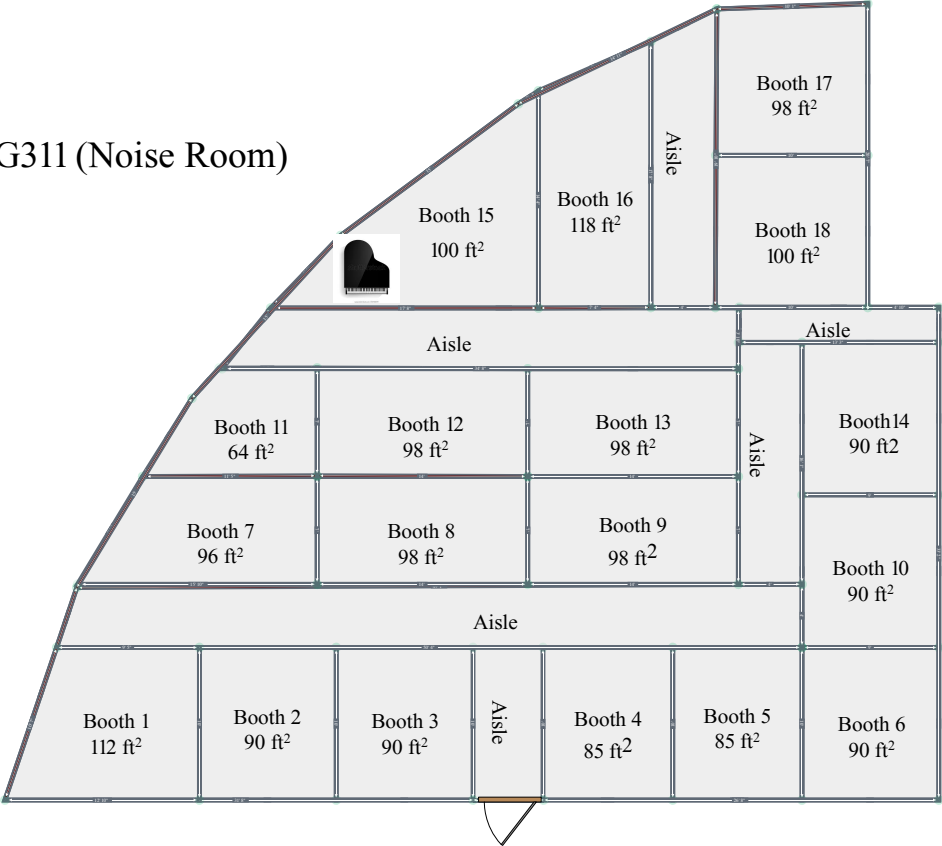 G311 (Noise Room)
Booth 17
98 ft²
Aisle
Booth 16
118 ft²
Booth 15
100 ft²
Booth 18
100 ft²
Aisle
Aisle
Booth 11
64 ft²
Booth 12
98 ft²
Booth 13
98 ft²
Booth14
90 ft2
Aisle
Booth 7
96 ft²
Booth 8
98 ft²
Booth 9
98 ft²
Booth 10
90 ft²
Aisle
Booth 1
112 ft²
Booth 2
90 ft²
Booth 3
90 ft²
Aisle
Booth 4
85 ft²
Booth 5
85 ft²
Booth 6
90 ft²